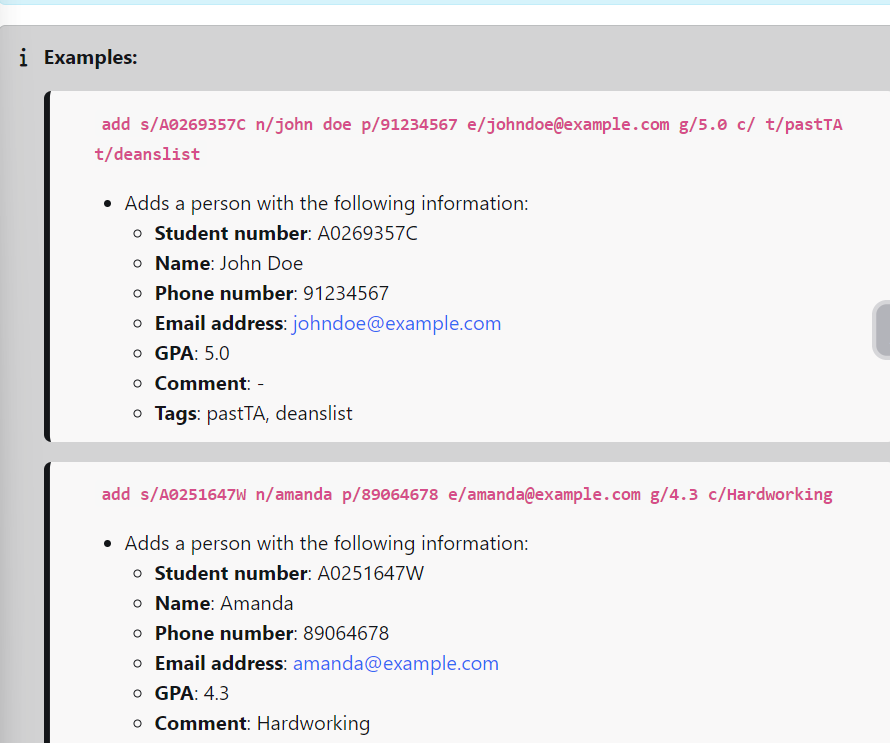 i Examples:
add s/A0269357C n/john doe p/91234567 e/johndoe@example.com g/5.0 c/ t/pastTA
t/deanslist
• Adds a person with the following information:
◦ Student number: A0269357C
◦ Name: John Doe
◦ Phone number: 91234567
◦ Email address: johndoe@example.com
◦ GPA: 5.0
◦ Comment: -
◦ Tags: pastTA, deanslist
add s/A0251647W n/amanda p/89064678 e/amanda@example.com g/4.3 c/Hardworking
• Adds a person with the following information:
◦ Student number: A0251647W
◦ Name: Amanda
◦ Phone number: 89064678
◦ Email address: amanda@example.com
◦ GPA: 4.3
◦ Comment: Hardworking